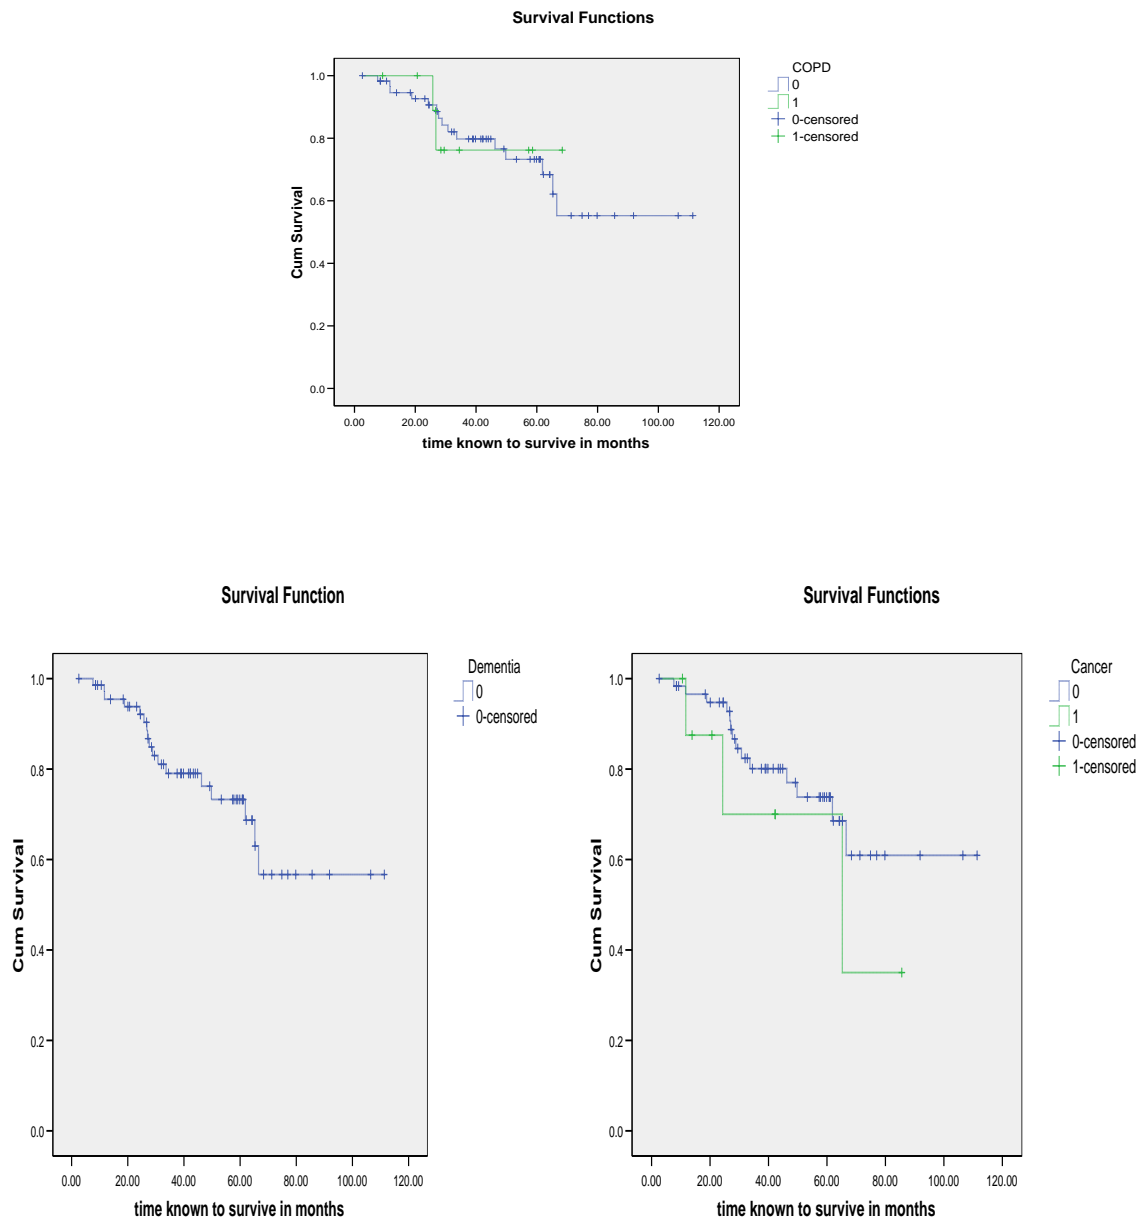 Survival Functions
COPD
0
1
0-censored
1-censored
1.0
0.8
0.6
0.4
0.2
0.0
Cum Survival
0.00 20.00 40.00 60.00 80.00 100.00 120.00
time known to survive in months
Survival Function
Dementia
0
0-censored
1.0
0.8
0.6
0.4
0.2
0.0
Cum Survival
0.00 20.00 40.00 60.00 80.00 100.00 120.00
time known to survive in months
Survival Functions
Cancer
0
1
0-censored
1-censored
1.0
0.8
0.6
0.4
0.2
0.0
Cum Survival
0.00 20.00 40.00 60.00 80.00 100.00 120.00
time known to survive in months